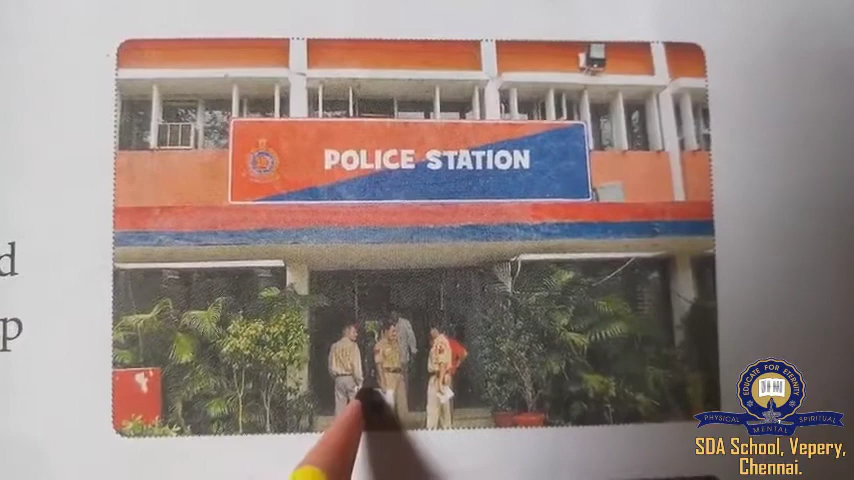 POLICE STATION
d
p
EDUCATE FOR ETERNITY
PHYSICAL
MENTAL
SPIRITUAL
SDA School, Vepery,
Chennai.